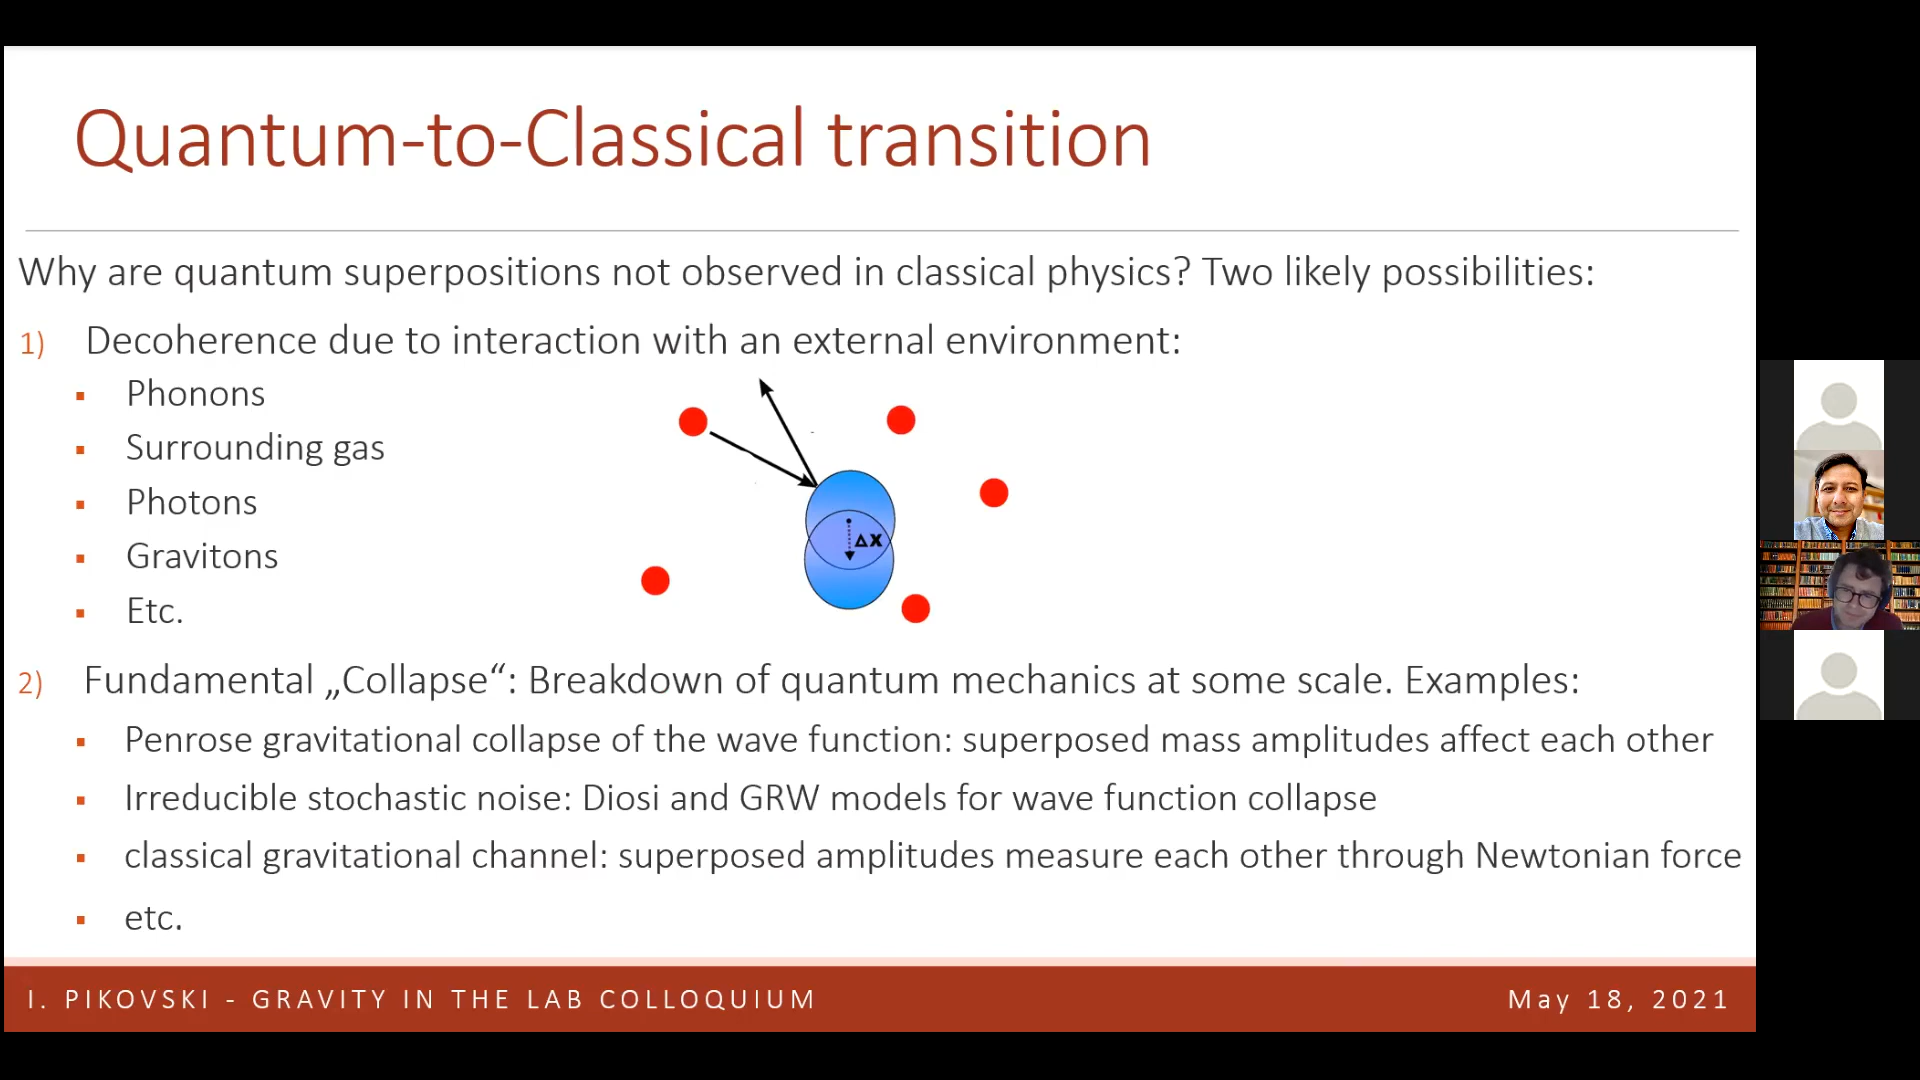 Quantum-to-Classical transition
Why are quantum superpositions not observed in classical physics? Two likely possibilities:
1) Decoherence due to interaction with an external environment:
▪ Phonons
▪ Surrounding gas
▪ Photons
▪ Gravitons
▪ Etc.
Δx
2) Fundamental „Collapse“: Breakdown of quantum mechanics at some scale. Examples:
▪ Penrose gravitational collapse of the wave function: superposed mass amplitudes affect each other
▪ Irreducible stochastic noise: Diosi and GRW models for wave function collapse
▪ classical gravitational channel: superposed amplitudes measure each other through Newtonian force
▪ etc.
I. PIKOVSKI - GRAVITY IN THE LAB COLLOQUIUM
May 18, 2021